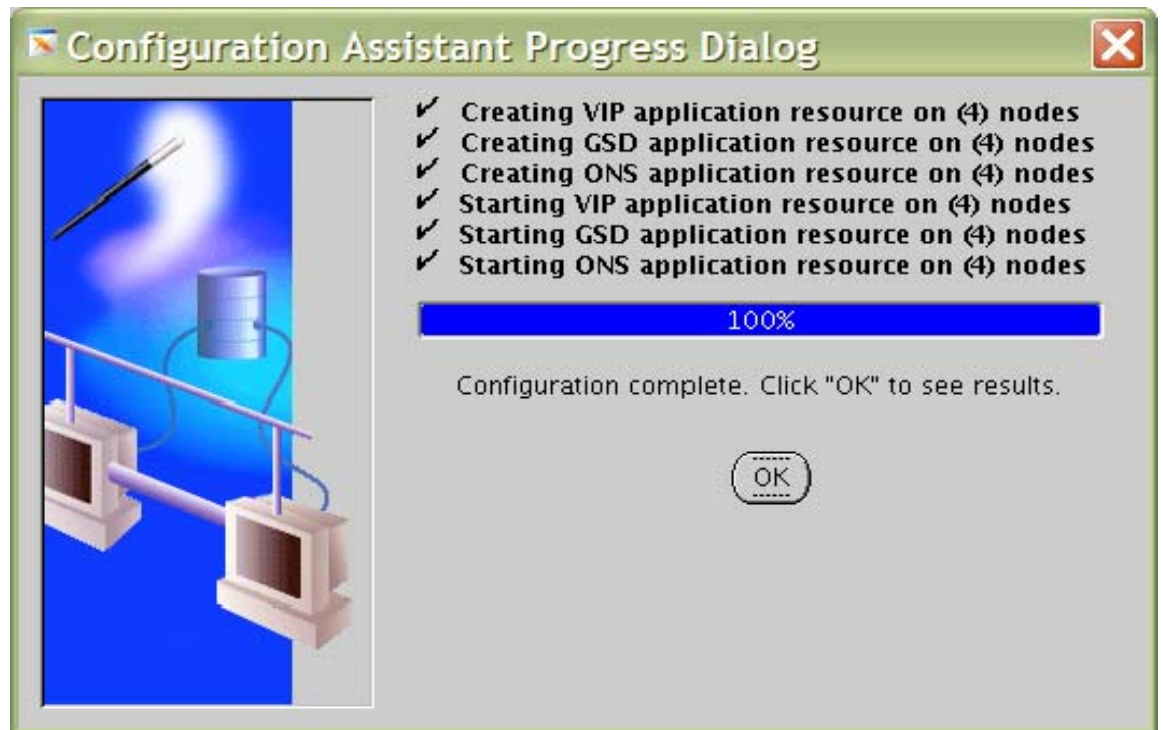 Configuration Assistant Progress Dialog
Creating VIP application resource on (4) nodes
Creating GSD application resource on (4) nodes
Creating ONS application resource on (4) nodes
Starting VIP application resource on (4) nodes
Starting GSD application resource on (4) nodes
Starting ONS application resource on (4) nodes
100%
Configuration complete. Click "OK" to see results.
OK